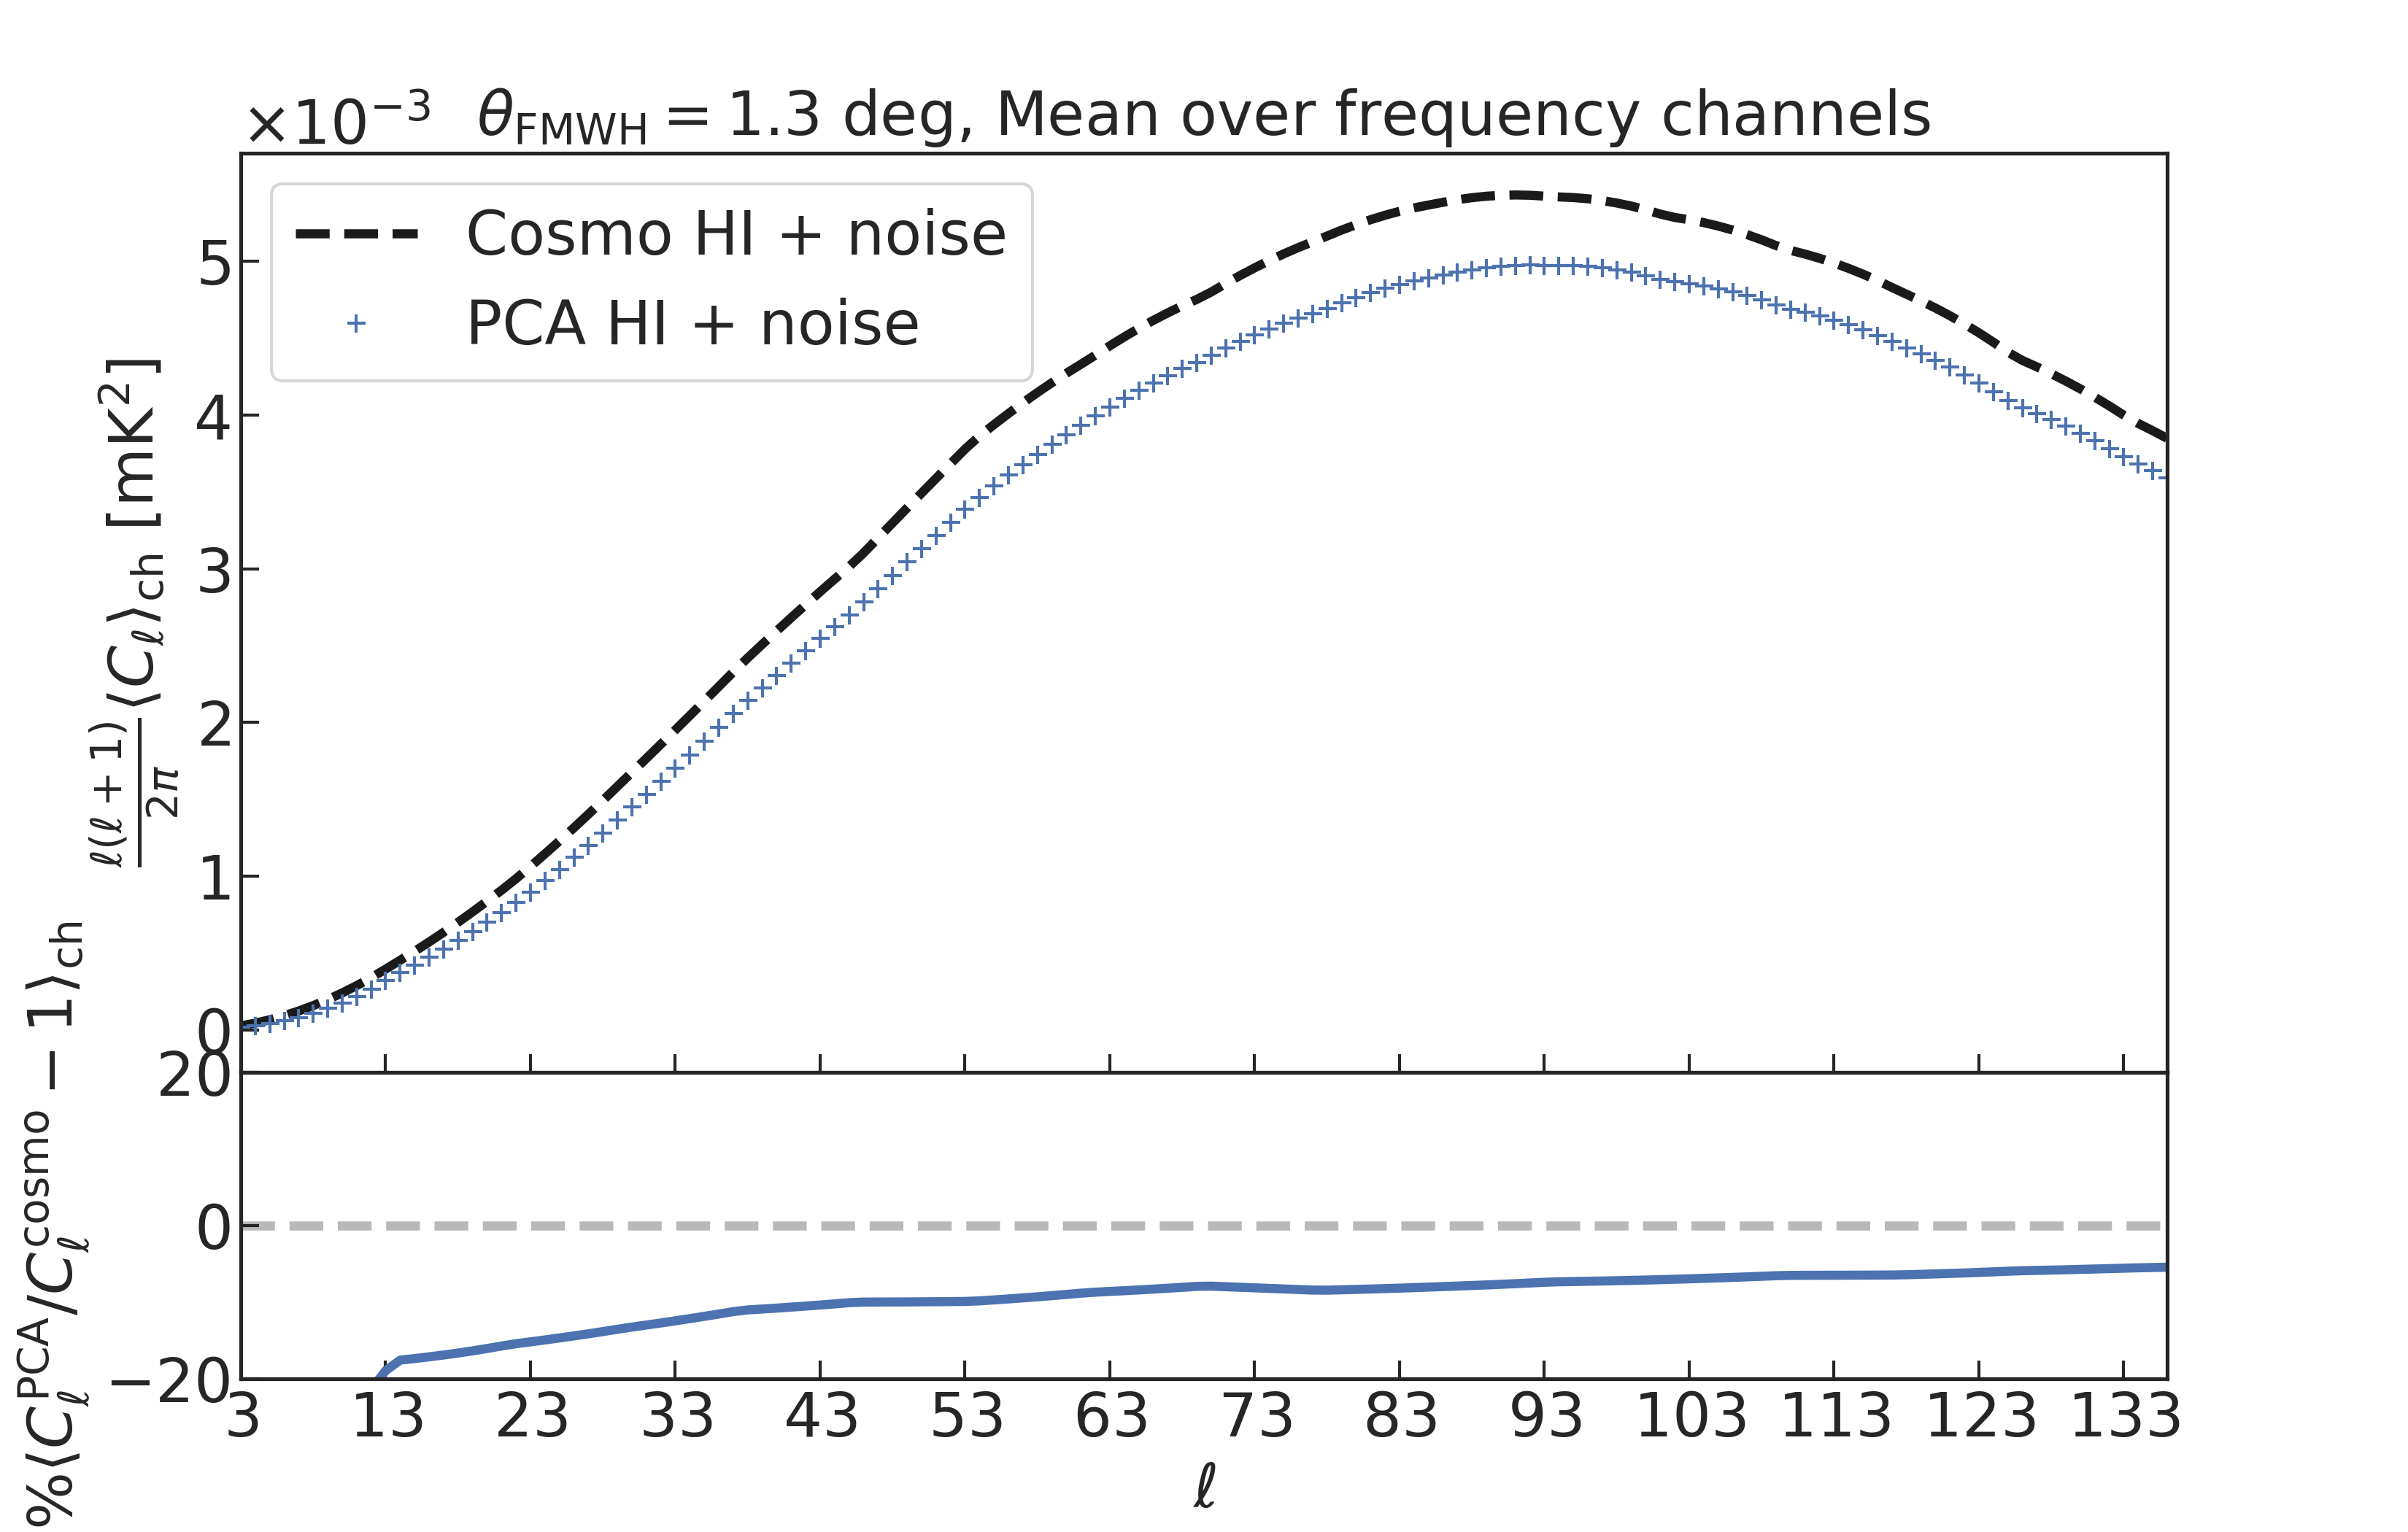 ×10⁻³ θ_FMWH = 1.3 deg, Mean over frequency channels
Cosmo HI + noise
PCA HI + noise
ℓ(ℓ + 1)/2π ⟨C_ℓ⟩_ch [mK²]
5
4
3
2
1
0
%⟨C_ℓ^PCA/C_ℓ^cosmo − 1⟩_ch
20
0
−20
3 13 23 33 43 53 63 73 83 93 103 113 123 133
ℓ